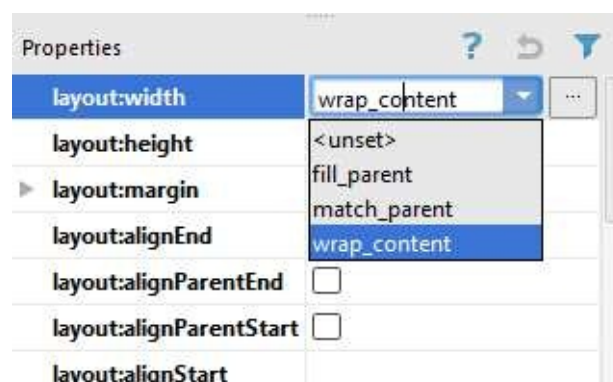 Properties ?
layout:width wrap_content ...
layout:height <unset>
fill_parent
layout:margin match_parent
layout:alignEnd wrap_content
layout:alignParentEnd
layout:alignParentStart
layout:alignStart